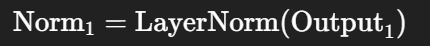 Norm₁ = LayerNorm(Output₁)